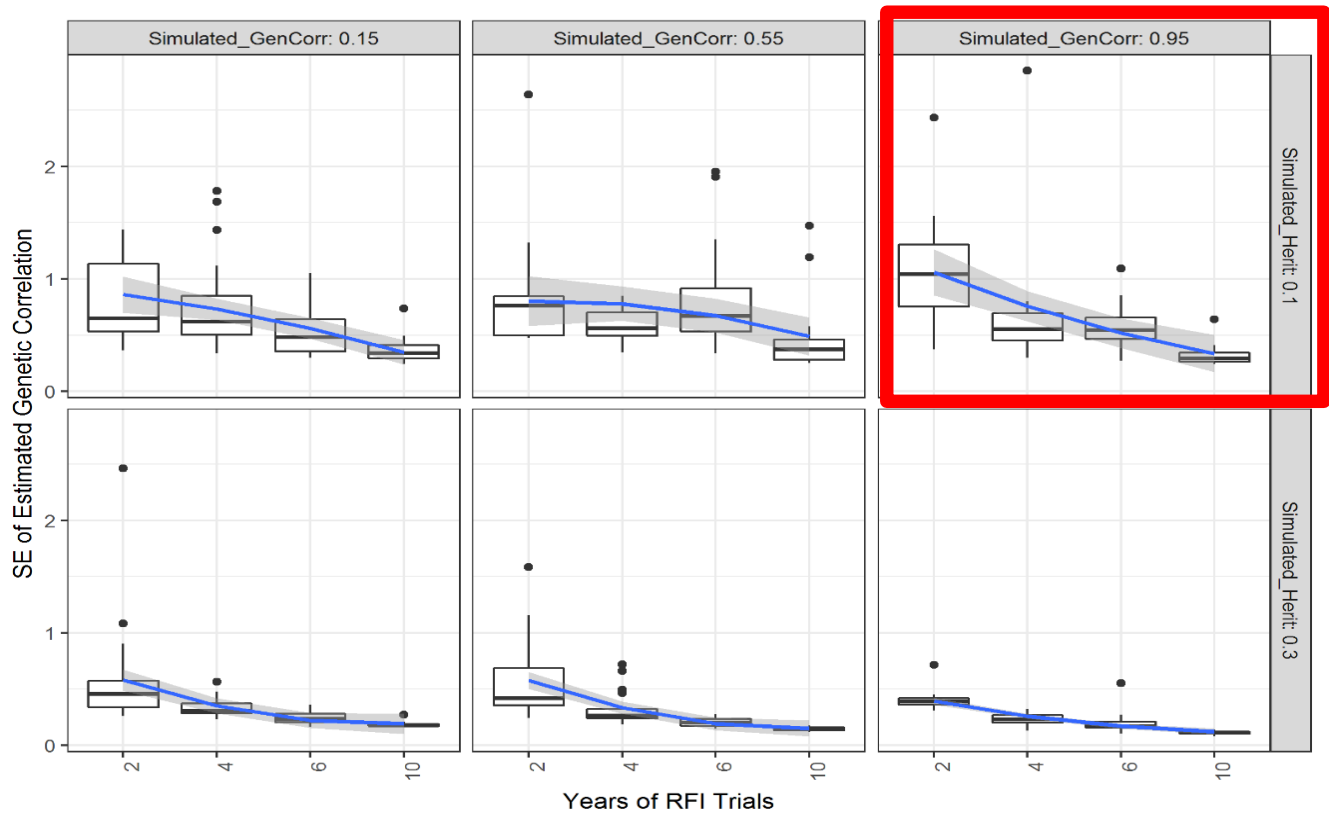 Simulated_GenCorr: 0.15
Simulated_GenCorr: 0.55
Simulated_GenCorr: 0.95
Simulated_Herit: 0.1
Simulated_Herit: 0.3
SE of Estimated Genetic Correlation
2
1
0
2
1
0
2
4
6
10
2
4
6
10
2
4
6
10
Years of RFI Trials